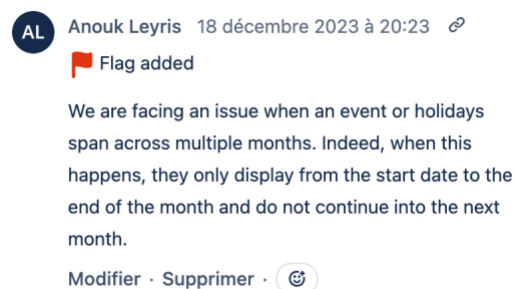 AL
Anouk Leyris 18 décembre 2023 à 20:23
Flag added
We are facing an issue when an event or holidays
span across multiple months. Indeed, when this
happens, they only display from the start date to the
end of the month and do not continue into the next
month.
Modifier · Supprimer ·